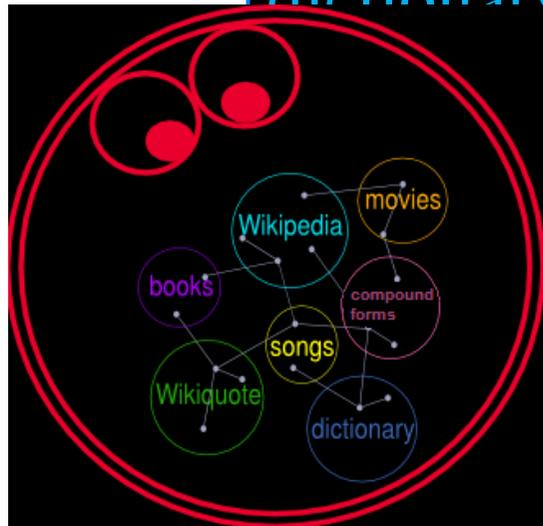 movies
Wikipedia
books
compound
forms
songs
Wikiquote
dictionary